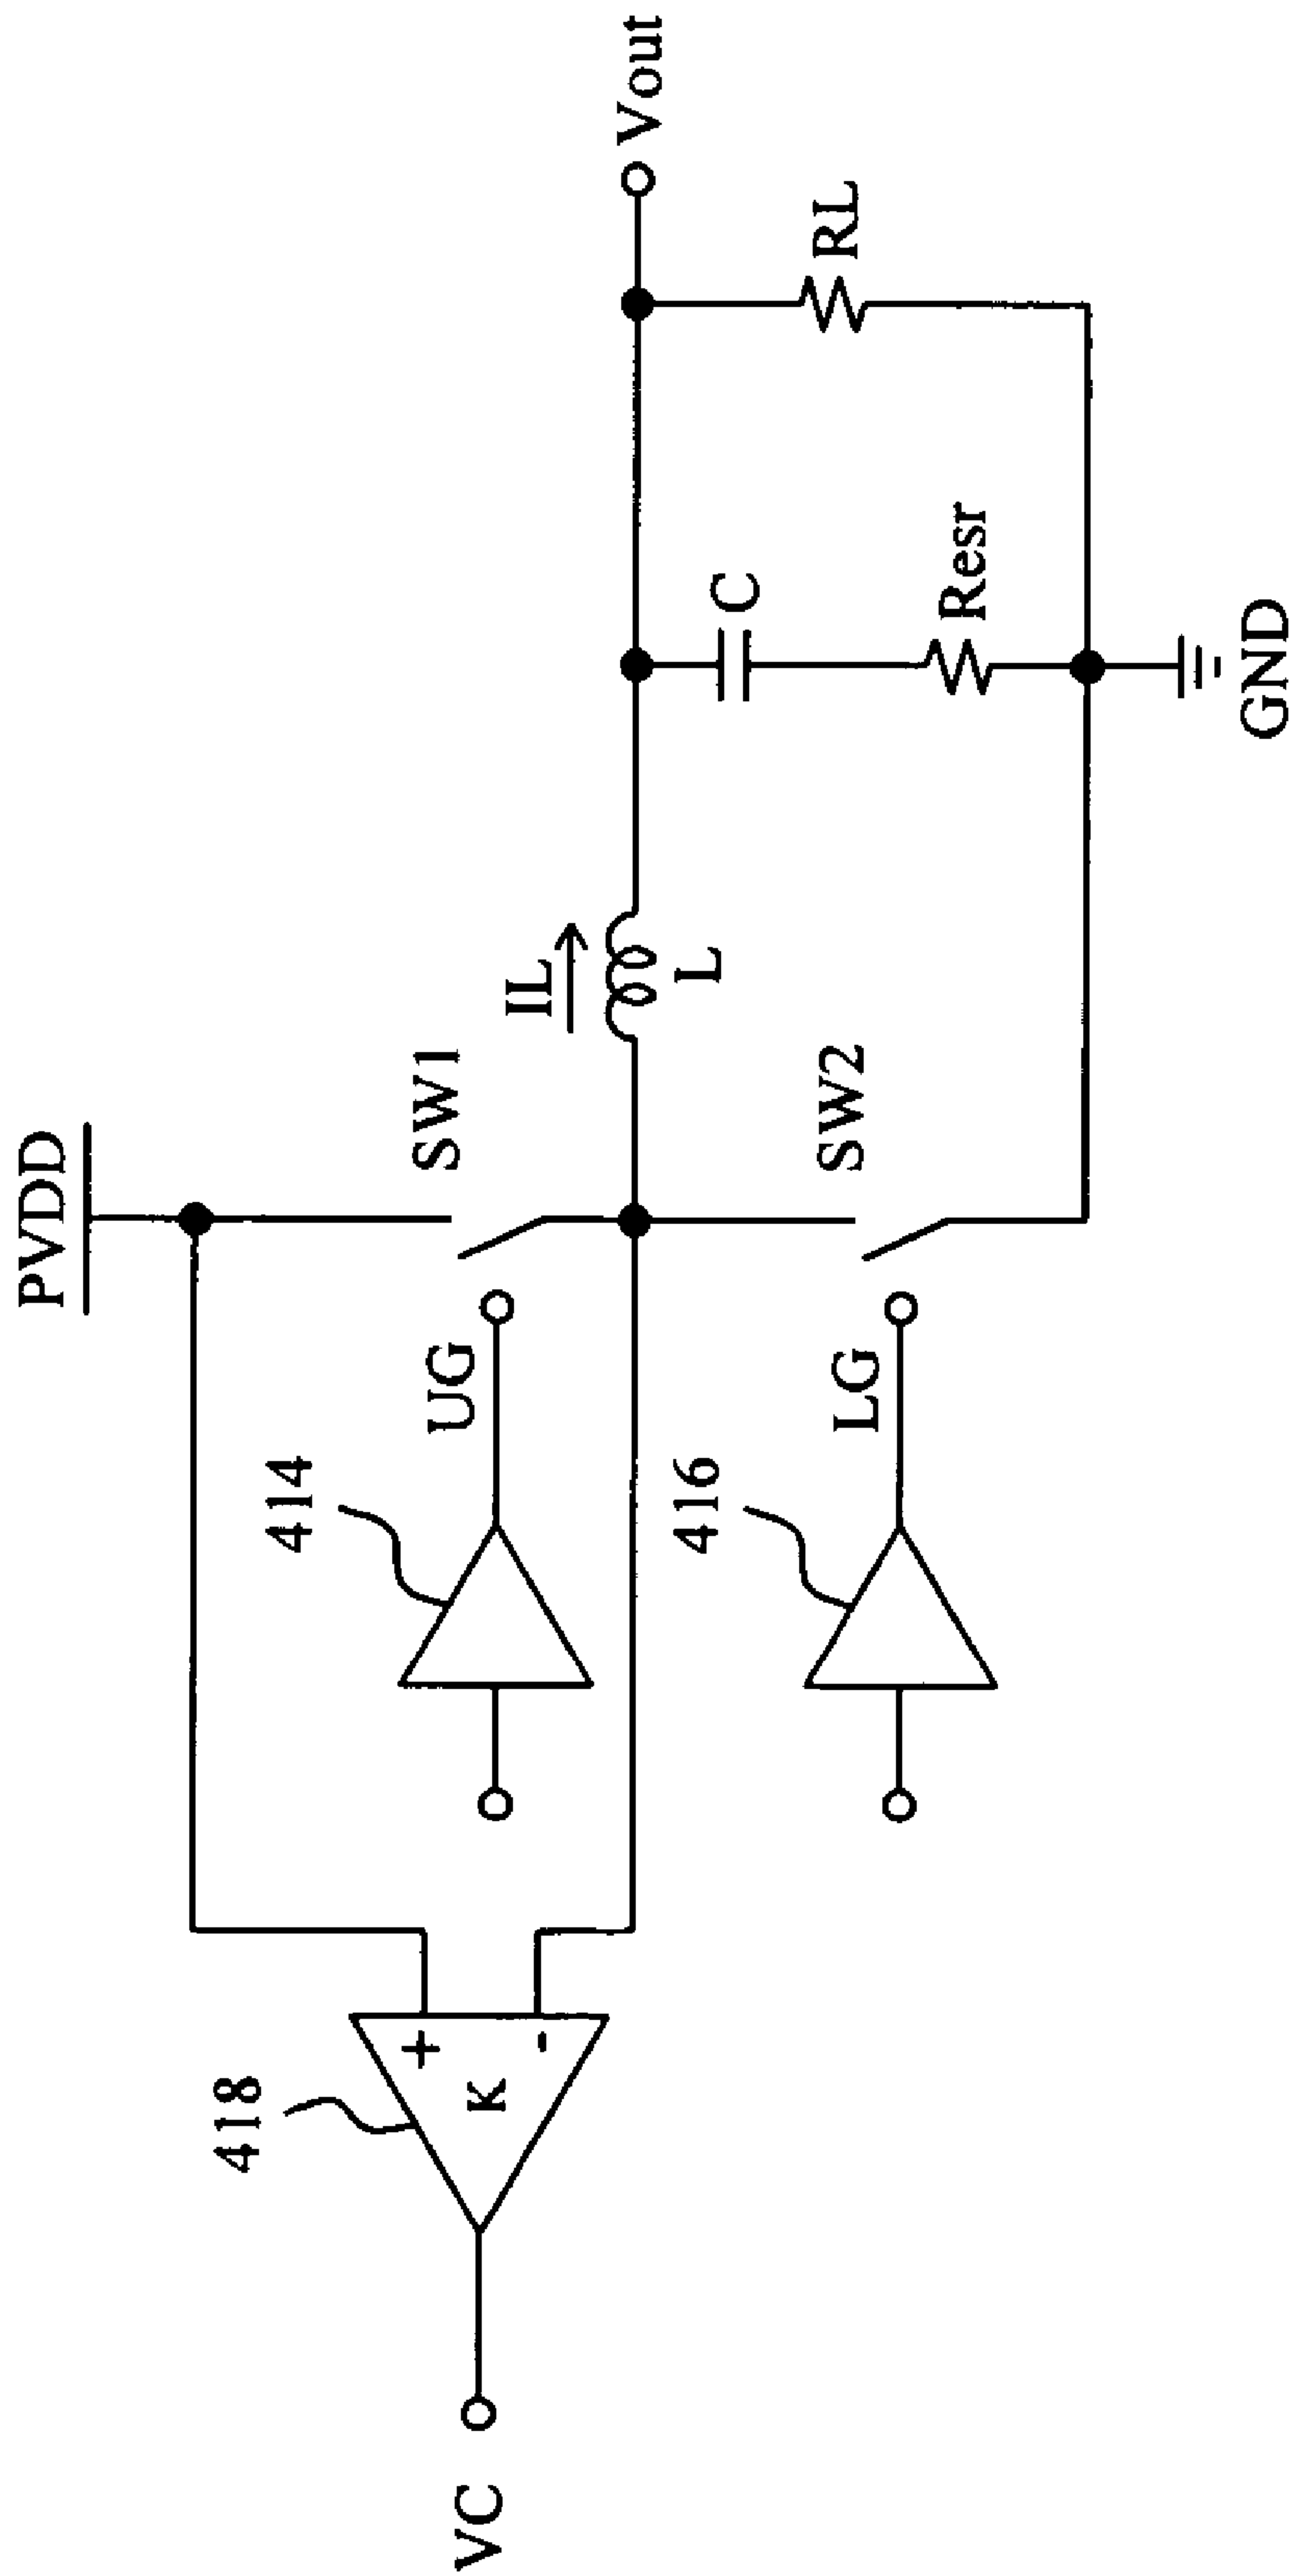 PVDD
SW1
IL
L
Vout
418
K
+
-
VC
414
UG
416
LG
SW2
C
Resr
RL
GND